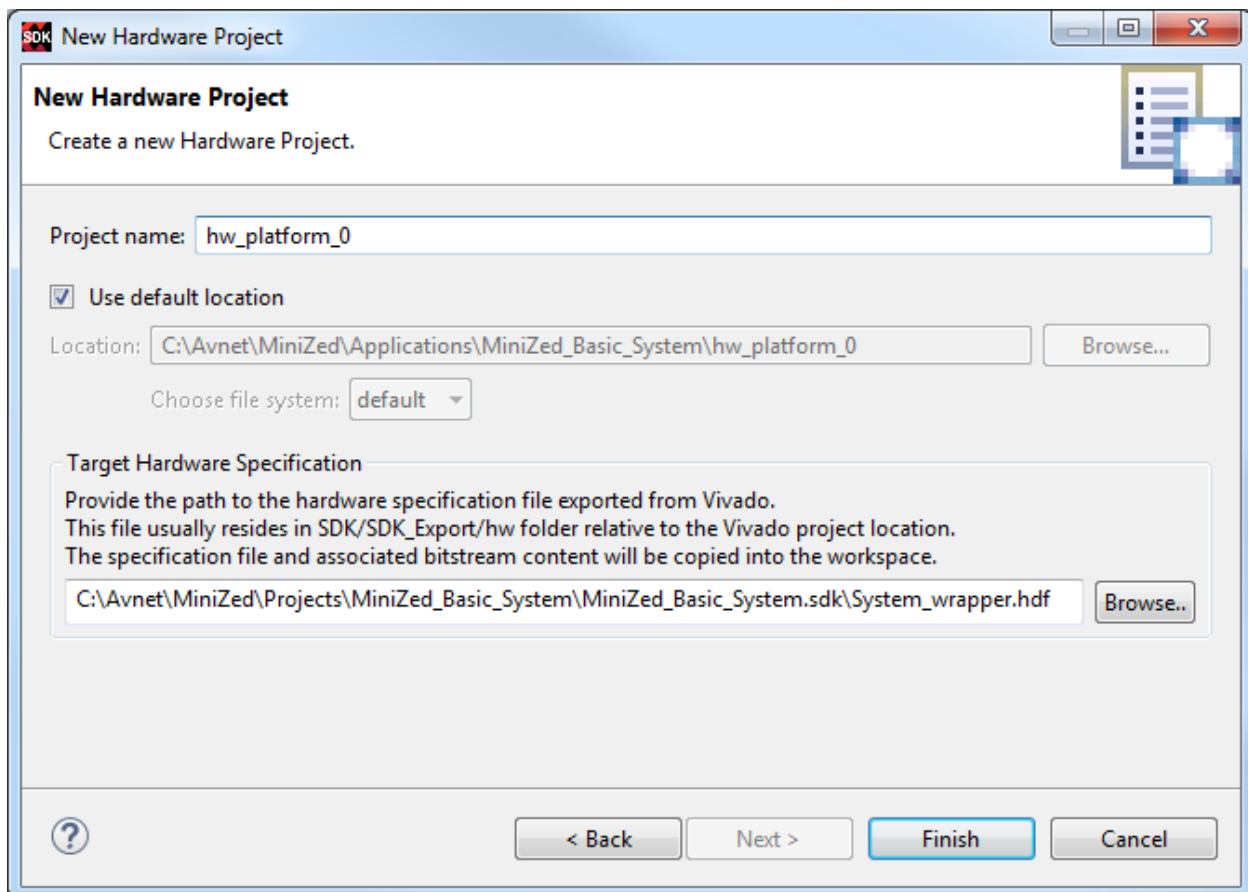 SDK New Hardware Project
New Hardware Project
Create a new Hardware Project.
Project name: hw_platform_0
Use default location
Location: C:\Avnet\MiniZed\Applications\MiniZed_Basic_System\hw_platform_0 Browse...
Choose file system: default
Target Hardware Specification
Provide the path to the hardware specification file exported from Vivado.
This file usually resides in SDK/SDK_Export/hw folder relative to the Vivado project location.
The specification file and associated bitstream content will be copied into the workspace.
C:\Avnet\MiniZed\Projects\MiniZed_Basic_System\MiniZed_Basic_System.sdk\System_wrapper.hdf Browse..
? < Back Next > Finish Cancel